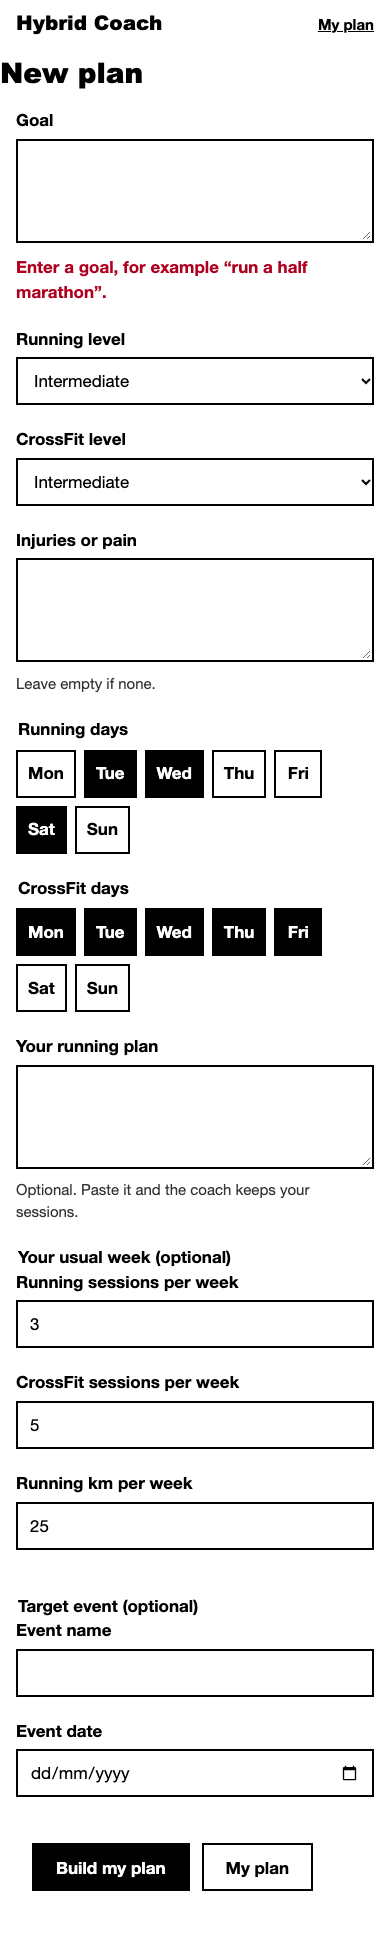 Hybrid Coach My plan
New plan
Goal
Enter a goal, for example “run a half
marathon”.
Running level
Intermediate
CrossFit level
Intermediate
Injuries or pain
Leave empty if none.
Running days
Mon Tue Wed Thu Fri
Sat Sun
CrossFit days
Mon Tue Wed Thu Fri
Sat Sun
Your running plan
Optional. Paste it and the coach keeps your
sessions.
Your usual week (optional)
Running sessions per week
3
CrossFit sessions per week
5
Running km per week
25
Target event (optional)
Event name
Event date
dd/mm/yyyy
Build my plan My plan